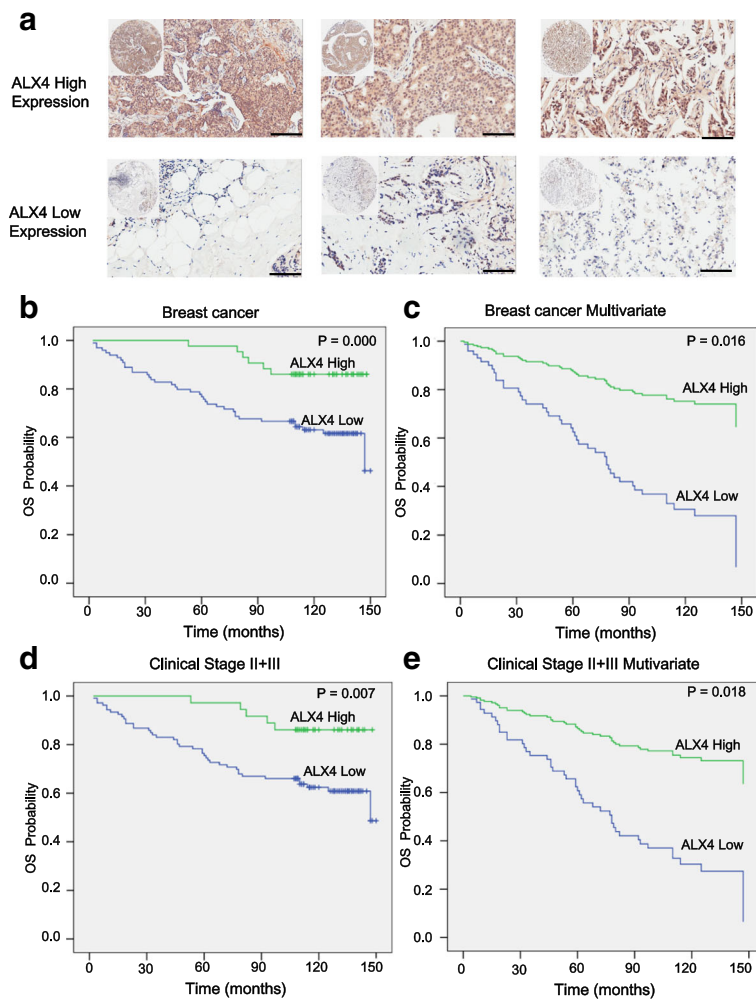 a
ALX4 High
Expression
ALX4 Low
Expression
b
Breast cancer
P = 0.000
ALX4 High
ALX4 Low
OS Probability
1.0
0.8
0.6
0.4
0.2
0.0
0 30 60 90 120 150
Time (months)
c
Breast cancer Multivariate
P = 0.016
ALX4 High
ALX4 Low
OS Probability
1.0
0.8
0.6
0.4
0.2
0.0
0 30 60 90 120 150
Time (months)
d
Clinical Stage II+III
P = 0.007
ALX4 High
ALX4 Low
OS Probability
1.0
0.8
0.6
0.4
0.2
0.0
0 30 60 90 120 150
Time (months)
e
Clinical Stage II+III Mutivariate
P = 0.018
ALX4 High
ALX4 Low
OS Probability
1.0
0.8
0.6
0.4
0.2
0.0
0 30 60 90 120 150
Time (months)